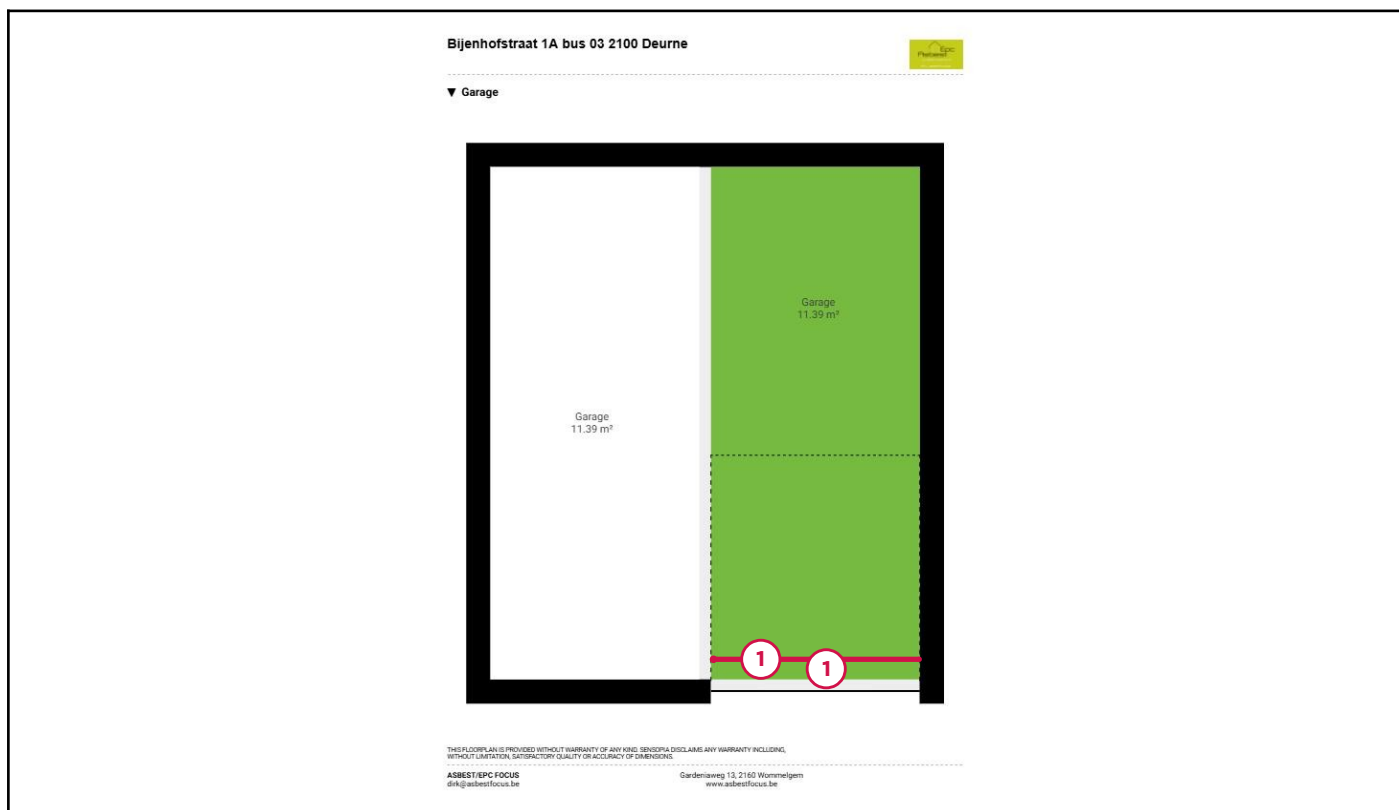 Bijenhofstraat 1A bus 03 2100 Deurne
Epc
▼ Garage
Garage
11.39 m²
Garage
11.39 m²
1
1
THIS FLOORPLAN IS PROVIDED WITHOUT WARRANTY OF ANY KIND. SENSOPIA DISCLAIMS ANY WARRANTY INCLUDING,
WITHOUT LIMITATION, SATISFACTORY QUALITY OR ACCURACY OF DIMENSIONS.
ASBEST/EPC FOCUS
dirk@asbestfocus.be
Gardeniaweg 13, 2160 Wommelgem
www.asbestfocus.be